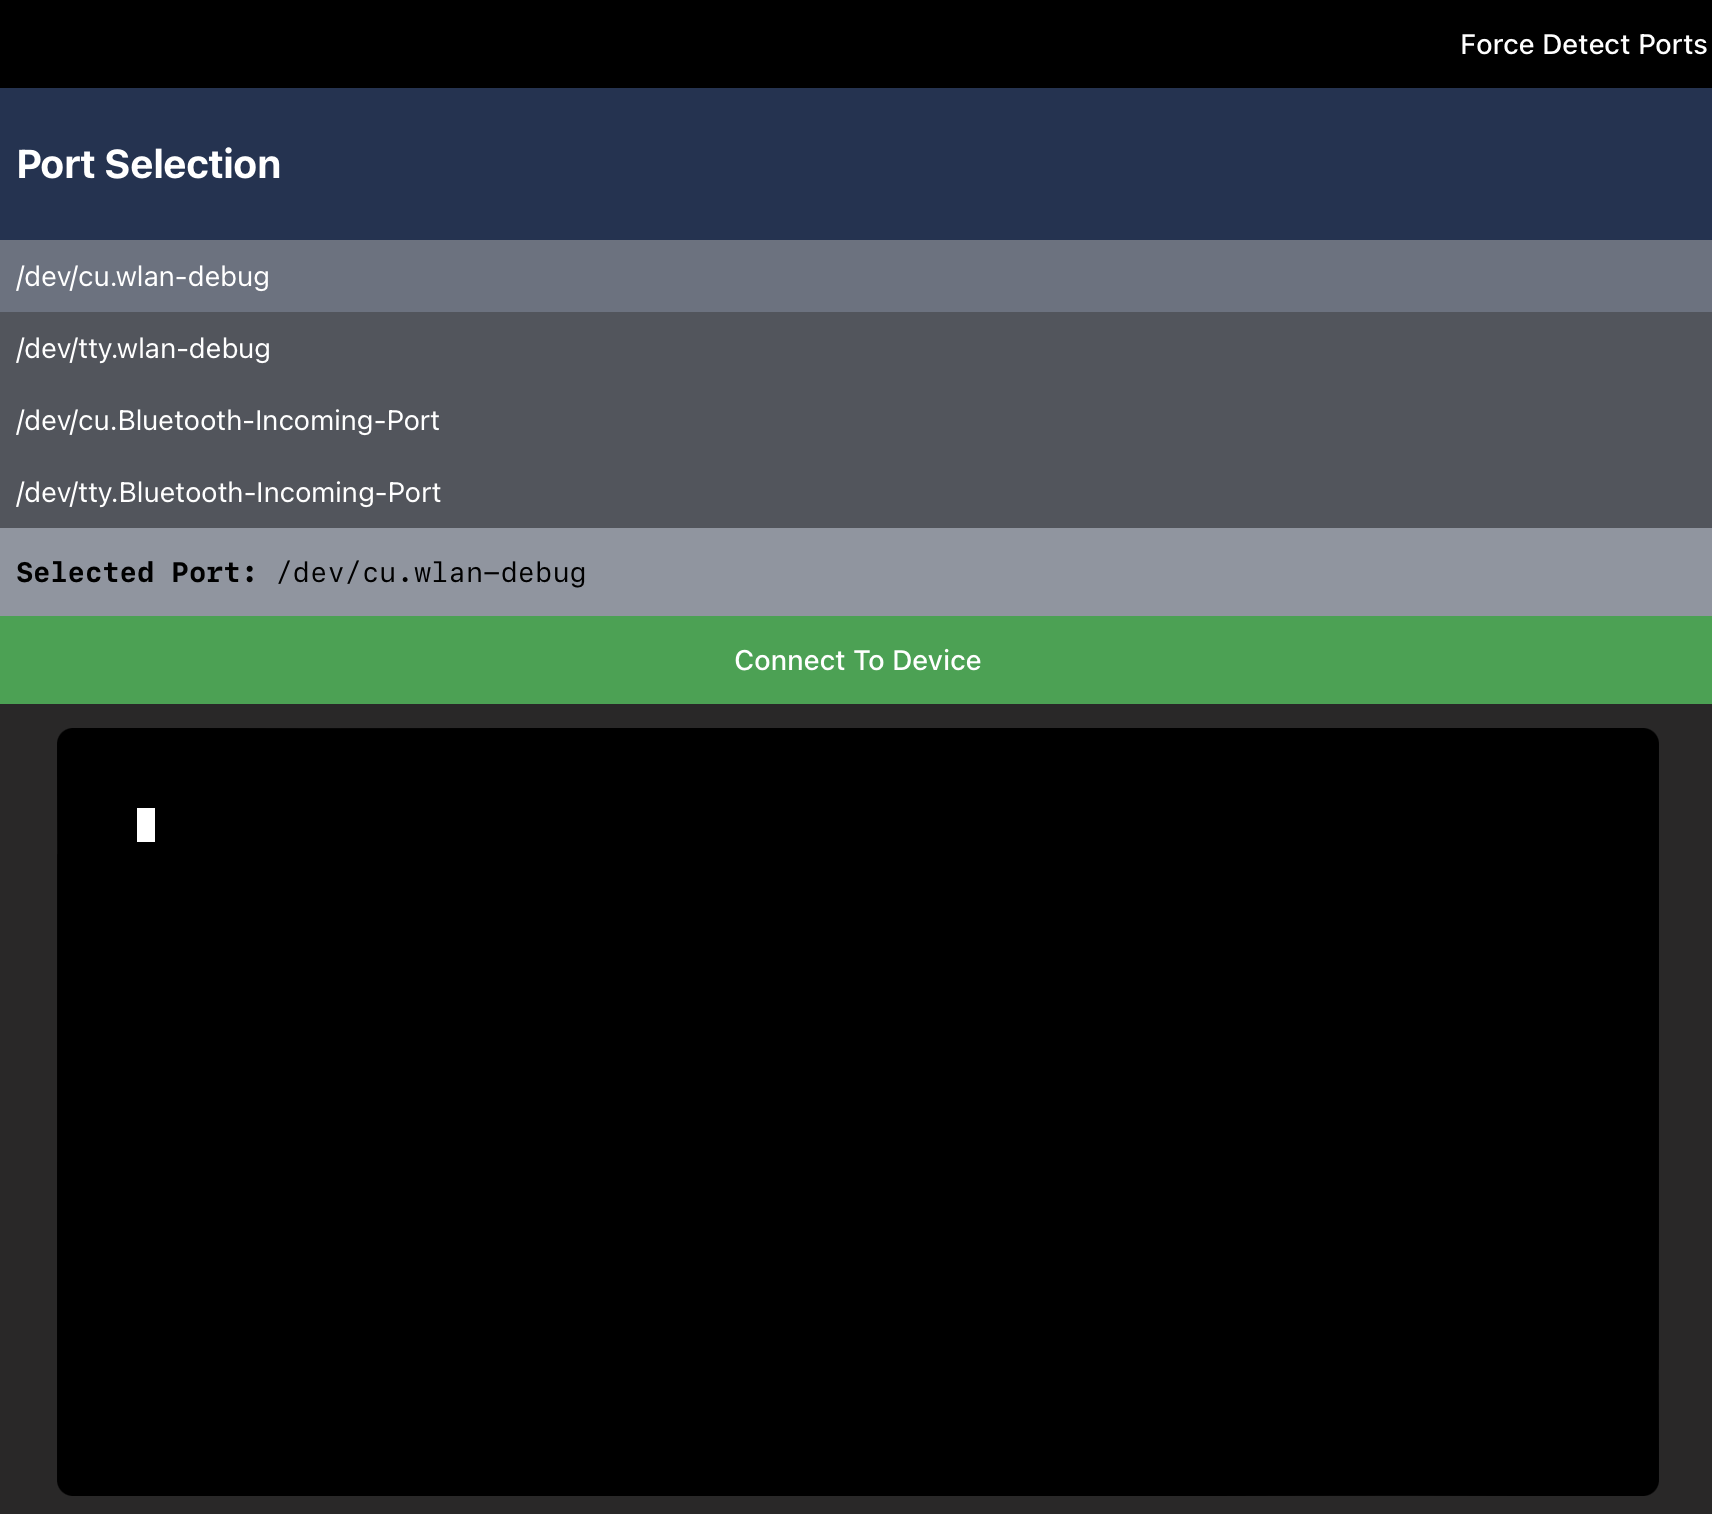 Force Detect Ports
Port Selection
/dev/cu.wlan-debug
/dev/tty.wlan-debug
/dev/cu.Bluetooth-Incoming-Port
/dev/tty.Bluetooth-Incoming-Port
Selected Port: /dev/cu.wlan-debug
Connect To Device